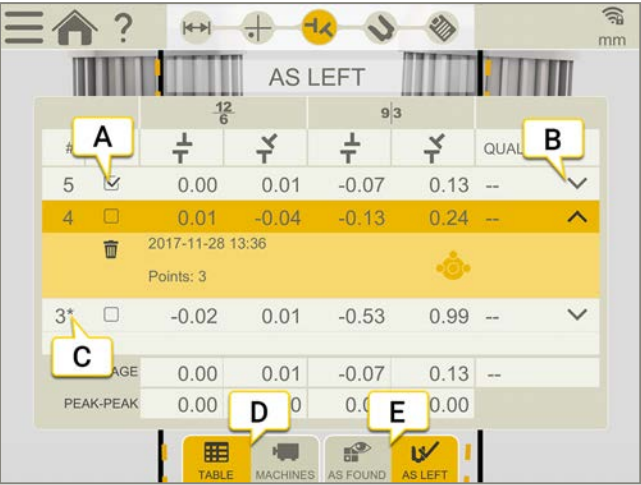 ?
mm
AS LEFT
12
6
9 3
A
B
#
QUAL
5 0.00 0.01 -0.07 0.13 --
4 0.01 -0.04 -0.13 0.24 --
2017-11-28 13:36
Points: 3
3* -0.02 0.01 -0.53 0.99 --
C
AGE 0.00 0.01 -0.07 0.13 --
PEAK-PEAK 0.00 0 0.0 0.00
D
E
TABLE MACHINES AS FOUND AS LEFT